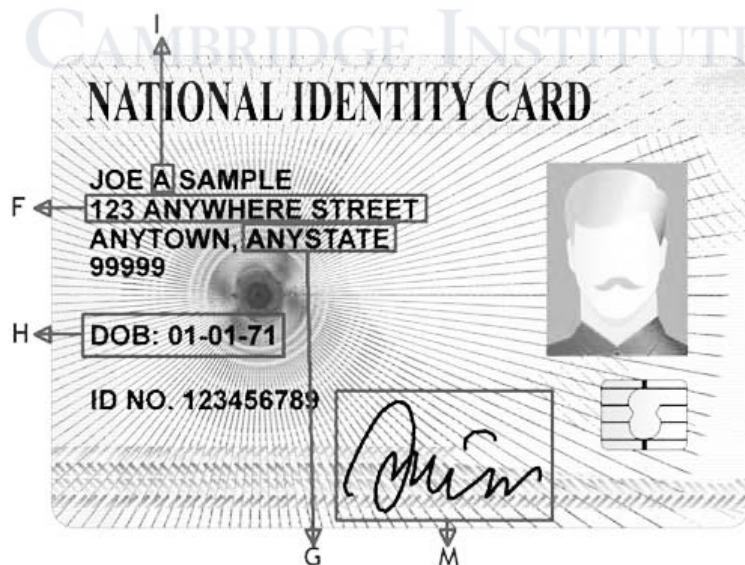 I
CAMBRIDGE INSTITUTE
NATIONAL IDENTITY CARD
JOE A SAMPLE
F 123 ANYWHERE STREET
ANYTOWN, ANYSTATE
99999
H DOB: 01-01-71
ID NO. 123456789
G M